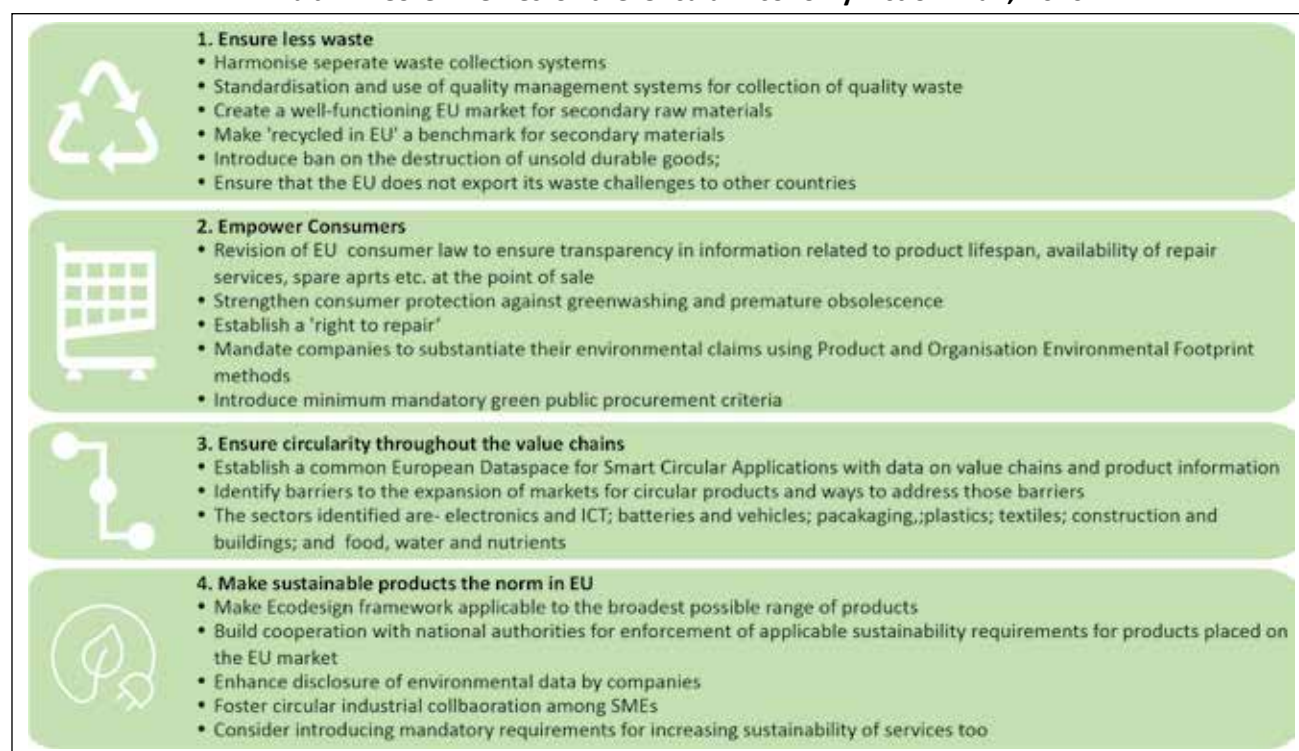 1. Ensure less waste
• Harmonise seperate waste collection systems
• Standardisation and use of quality management systems for collection of quality waste
• Create a well-functioning EU market for secondary raw materials
• Make 'recycled in EU' a benchmark for secondary materials
• Introduce ban on the destruction of unsold durable goods;
• Ensure that the EU does not export its waste challenges to other countries
2. Empower Consumers
• Revision of EU consumer law to ensure transparency in information related to product lifespan, availability of repair
services, spare aprts etc. at the point of sale
• Strengthen consumer protection against greenwashing and premature obsolescence
• Establish a 'right to repair'
• Mandate companies to substantiate their environmental claims using Product and Organisation Environmental Footprint
methods
• Introduce minimum mandatory green public procurement criteria
3. Ensure circularity throughout the value chains
• Establish a common European Dataspace for Smart Circular Applications with data on value chains and product information
• Identify barriers to the expansion of markets for circular products and ways to address those barriers
• The sectors identified are- electronics and ICT; batteries and vehicles; pacakaging,;plastics; textiles; construction and
buildings; and food, water and nutrients
4. Make sustainable products the norm in EU
• Make Ecodesign framework applicable to the broadest possible range of products
• Build cooperation with national authorities for enforcement of applicable sustainability requirements for products placed on
the EU market
• Enhance disclosure of environmental data by companies
• Foster circular industrial collbaoration among SMEs
• Consider introducing mandatory requirements for increasing sustainability of services too